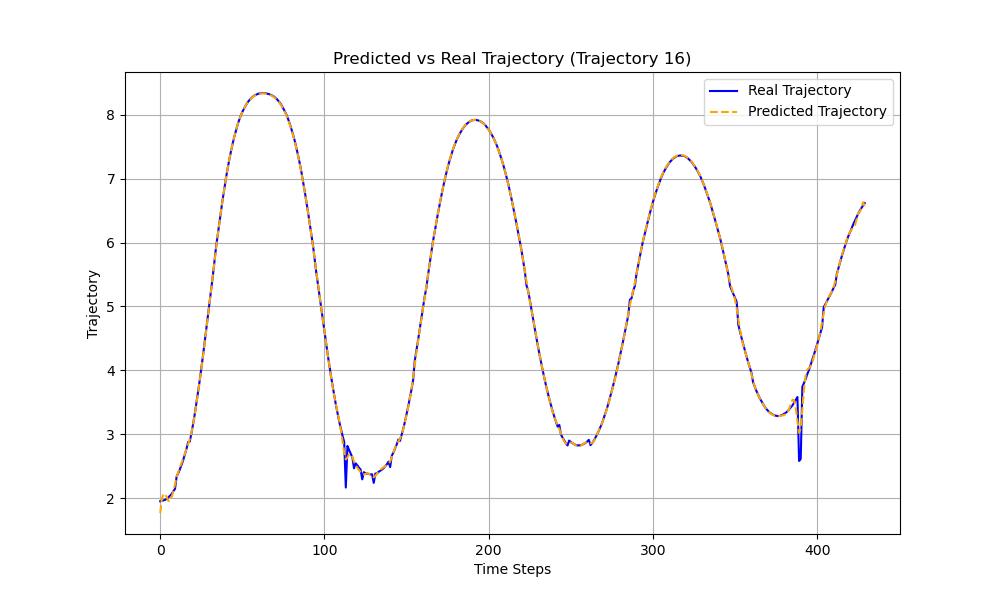 Predicted vs Real Trajectory (Trajectory 16)
Real Trajectory
Predicted Trajectory
Trajectory
8
7
6
5
4
3
2
0 100 200 300 400
Time Steps